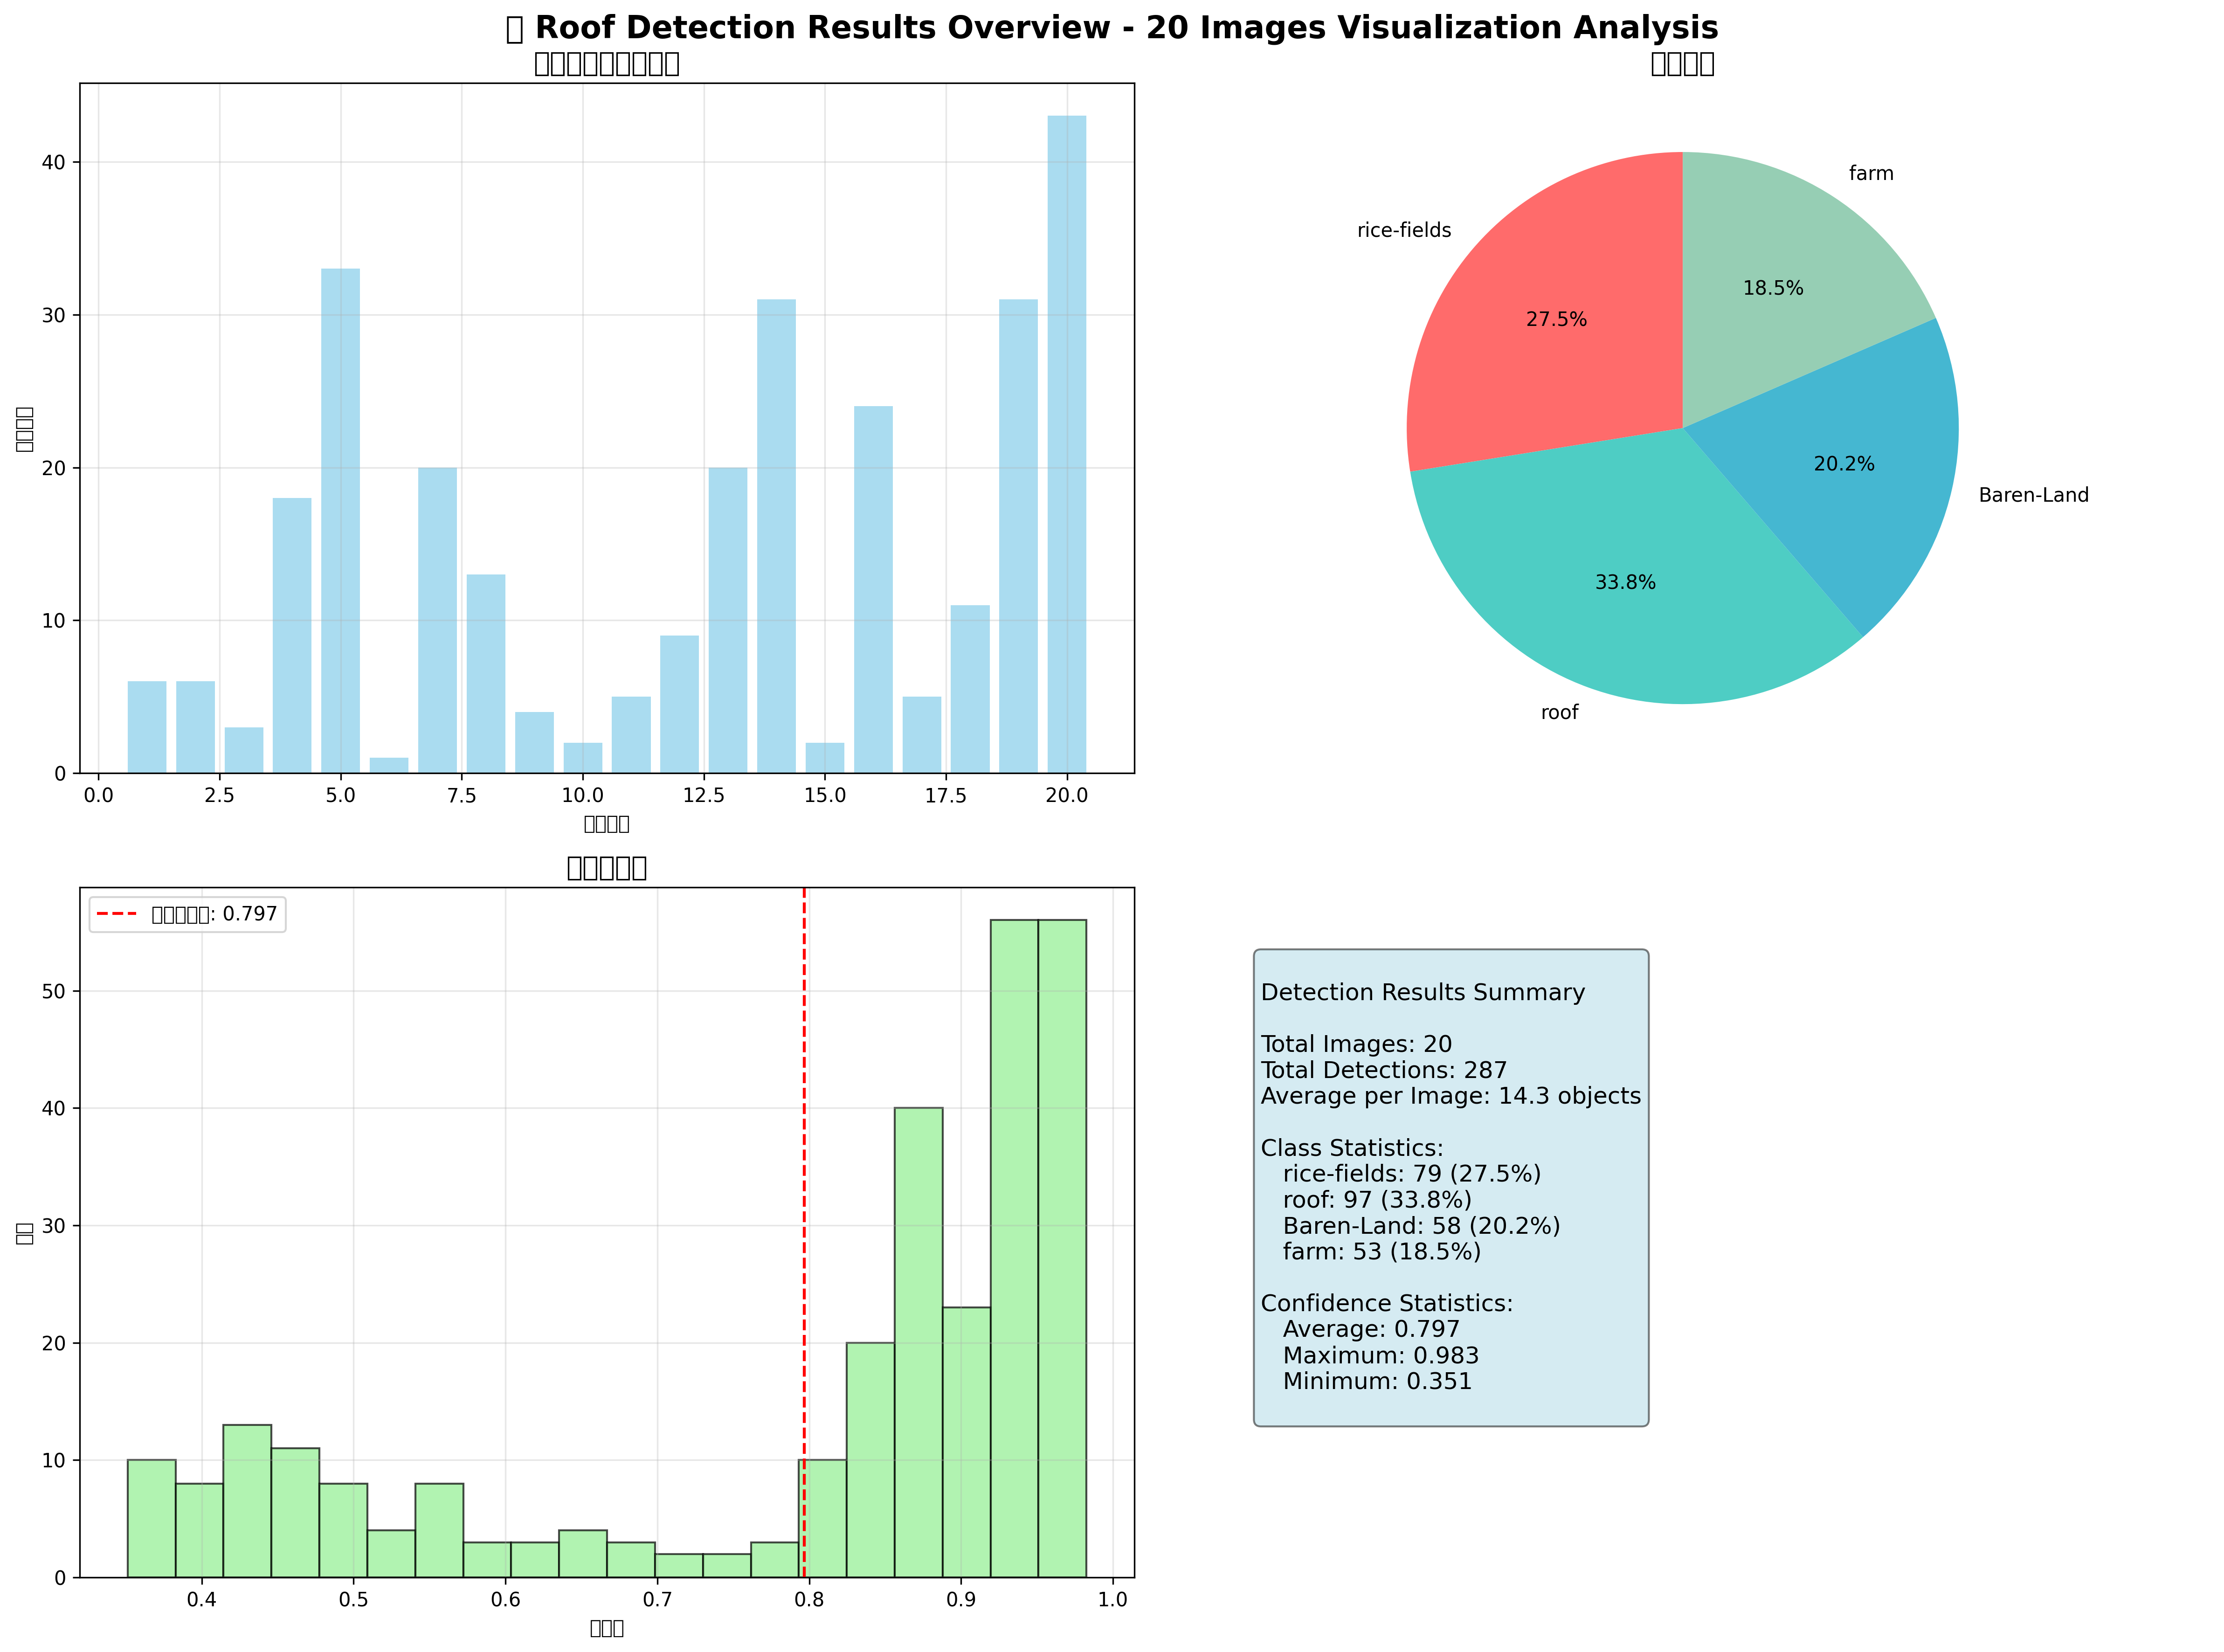 Roof Detection Results Overview - 20 Images Visualization Analysis
40
30
20
10
0
0.0 2.5 5.0 7.5 10.0 12.5 15.0 17.5 20.0
farm
rice-fields
18.5%
27.5%
20.2%
Baren-Land
33.8%
roof
: 0.797
50
40
30
20
10
0
0.4 0.5 0.6 0.7 0.8 0.9 1.0
Detection Results Summary
Total Images: 20
Total Detections: 287
Average per Image: 14.3 objects
Class Statistics:
rice-fields: 79 (27.5%)
roof: 97 (33.8%)
Baren-Land: 58 (20.2%)
farm: 53 (18.5%)
Confidence Statistics:
Average: 0.797
Maximum: 0.983
Minimum: 0.351